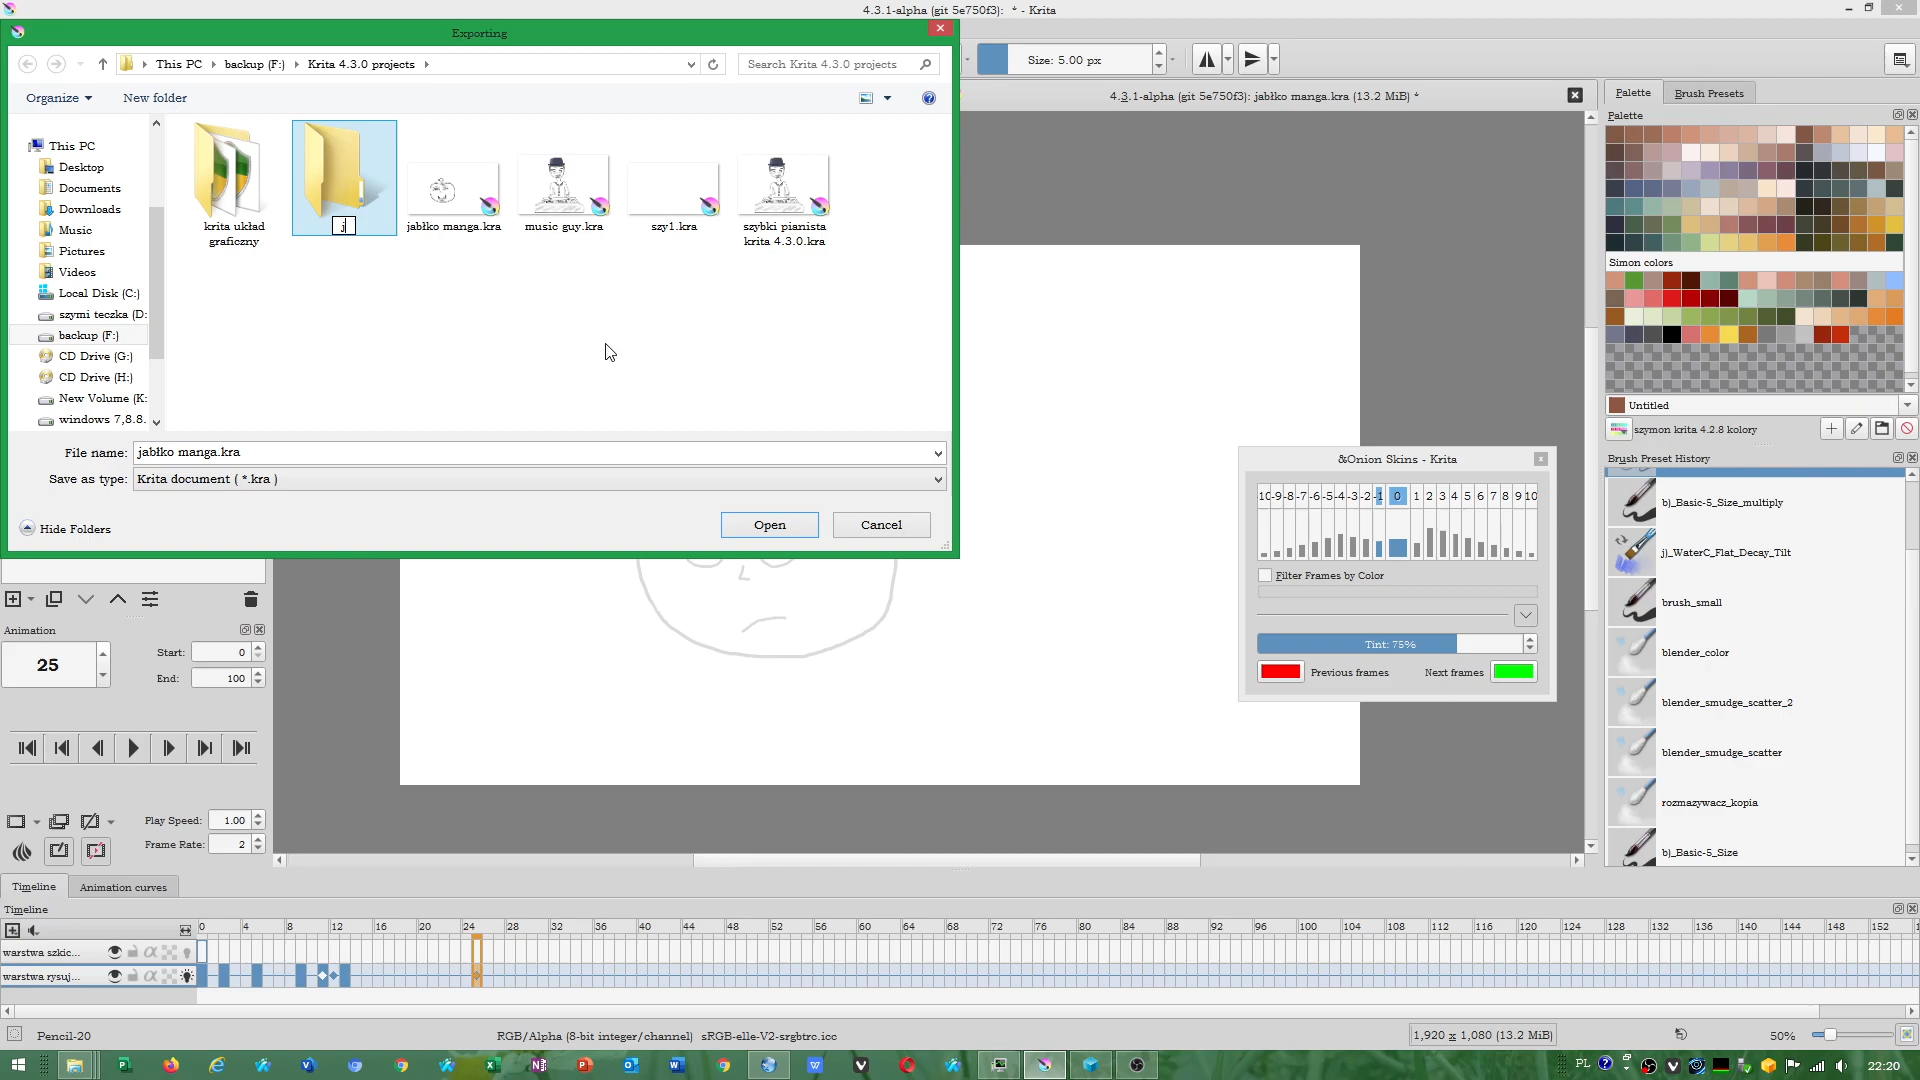 4.3.1-alpha (git 5e750f3):  * - Krita
Exporting
This PC
backup (F:)
Krita 4.3.0 projects
Search Krita 4.3.0 projects
Organize
New folder
This PC
Desktop
Documents
Downloads
Music
Pictures
Videos
Local Disk (C:)
szymi teczka (D:
backup (F:)
CD Drive (G:)
CD Drive (H:)
New Volume (K:
windows 7,8.8.
krita układ
graficzny
j
jabłko manga.kra
music guy.kra
szy1.kra
szybki pianista
krita 4.3.0.kra
File name:
jabłko manga.kra
Save as type:
Krita document ( *.kra )
Hide Folders
Open
Cancel
Size: 5.00 px
4.3.1-alpha (git 5e750f3): jabłko manga.kra (13.2 MiB) *
Palette
Brush Presets
Palette
Simon colors
Untitled
szymon krita 4.2.8 kolory
Brush Preset History
b)_Basic-5_Size_multiply
j)_WaterC_Flat_Decay_Tilt
brush_small
blender_color
blender_smudge_scatter_2
blender_smudge_scatter
rozmazywacz_kopia
b)_Basic-5_Size
&Onion Skins - Krita
10 -9 -8 -7 -6 -5 -4 -3 -2 -1 0 1 2 3 4 5 6 7 8 9 10
Filter Frames by Color
Tint: 75%
Previous frames
Next frames
Animation
25
Start:
0
End:
100
Play Speed:
1.00
Frame Rate:
2
Timeline
Animation curves
Timeline
0 4 8 12 16 20 24 28 32 36 40 44 48 52 56 60 64 68 72 76 80 84 88 92 96 100 104 108 112 116 120 124 128 132 136 140 144 148 152
warstwa szkic...
warstwa rysuj...
Pencil-20
RGB/Alpha (8-bit integer/channel)  sRGB-elle-V2-srgbtrc.icc
1,920 x 1,080 (13.2 MiB)
50%
PL
22:20